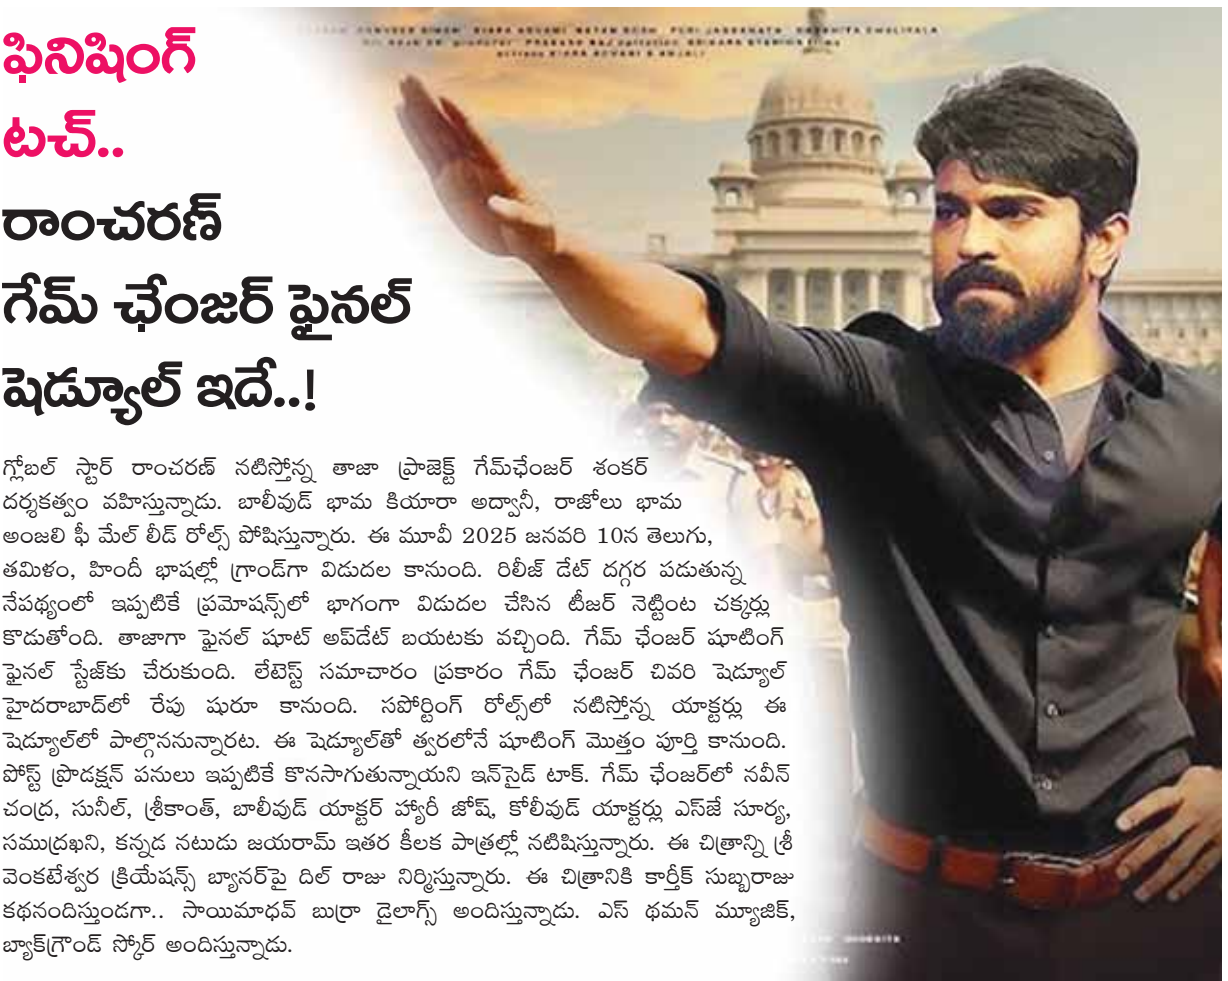 ఫినిషింగ్
టచ్..
రాంచరణ్
గేమ్ ఛేంజర్ ఫైనల్
షెడ్యూల్ ఇదే..!
గ్లోబల్ స్టార్ రాంచరణ్ నటిస్తోన్న తాజా ప్రాజెక్ట్ గేమ్‌ఛేంజర్ శంకర్
దర్శకత్వం వహిస్తున్నాడు. బాలీవుడ్ భామ కియారా అద్వానీ, రాజోలు భామ
అంజలి ఫీ మేల్ లీడ్ రోల్స్ పోషిస్తున్నారు. ఈ మూవీ 2025 జనవరి 10న తెలుగు,
తమిళం, హిందీ భాషల్లో గ్రాండ్‌గా విడుదల కానుంది. రిలీజ్ డేట్ దగ్గర పడుతున్న
నేపథ్యంలో ఇప్పటికే ప్రమోషన్స్‌లో భాగంగా విడుదల చేసిన టీజర్ నెట్టింట చక్కర్లు
కొడుతోంది. తాజాగా ఫైనల్ షూట్ అప్‌డేట్ బయటకు వచ్చింది. గేమ్ ఛేంజర్ షూటింగ్
ఫైనల్ స్టేజ్‌కు చేరుకుంది. లేటెస్ట్ సమాచారం ప్రకారం గేమ్ ఛేంజర్ చివరి షెడ్యూల్
హైదరాబాద్‌లో రేపు షురూ కానుంది. సపోర్టింగ్ రోల్స్‌లో నటిస్తోన్న యాక్టర్లు ఈ
షెడ్యూల్‌లో పాల్గొననున్నారట. ఈ షెడ్యూల్‌తో త్వరలోనే షూటింగ్ మొత్తం పూర్తి కానుంది.
పోస్ట్ ప్రొడక్షన్ పనులు ఇప్పటికే కొనసాగుతున్నాయని ఇన్‌సైడ్ టాక్. గేమ్ ఛేంజర్‌లో నవీన్
చంద్ర, సునీల్, శ్రీకాంత్, బాలీవుడ్ యాక్టర్ హ్యారీ జోష్, కోలీవుడ్ యాక్టర్లు ఎస్‌జే సూర్య,
సముద్రఖని, కన్నడ నటుడు జయరామ్ ఇతర కీలక పాత్రల్లో నటిషిస్తున్నారు. ఈ చిత్రాన్ని శ్రీ
వెంకటేశ్వర క్రియేషన్స్ బ్యానర్‌పై దిల్ రాజు నిర్మిస్తున్నారు. ఈ చిత్రానికి కార్తీక్ సుబ్బరాజు
కథనందిస్తుండగా.. సాయిమాధవ్ బుర్రా డైలాగ్స్ అందిస్తున్నాడు. ఎస్ థమన్ మ్యూజిక్,
బ్యాక్‌గ్రౌండ్ స్కోర్ అందిస్తున్నాడు.